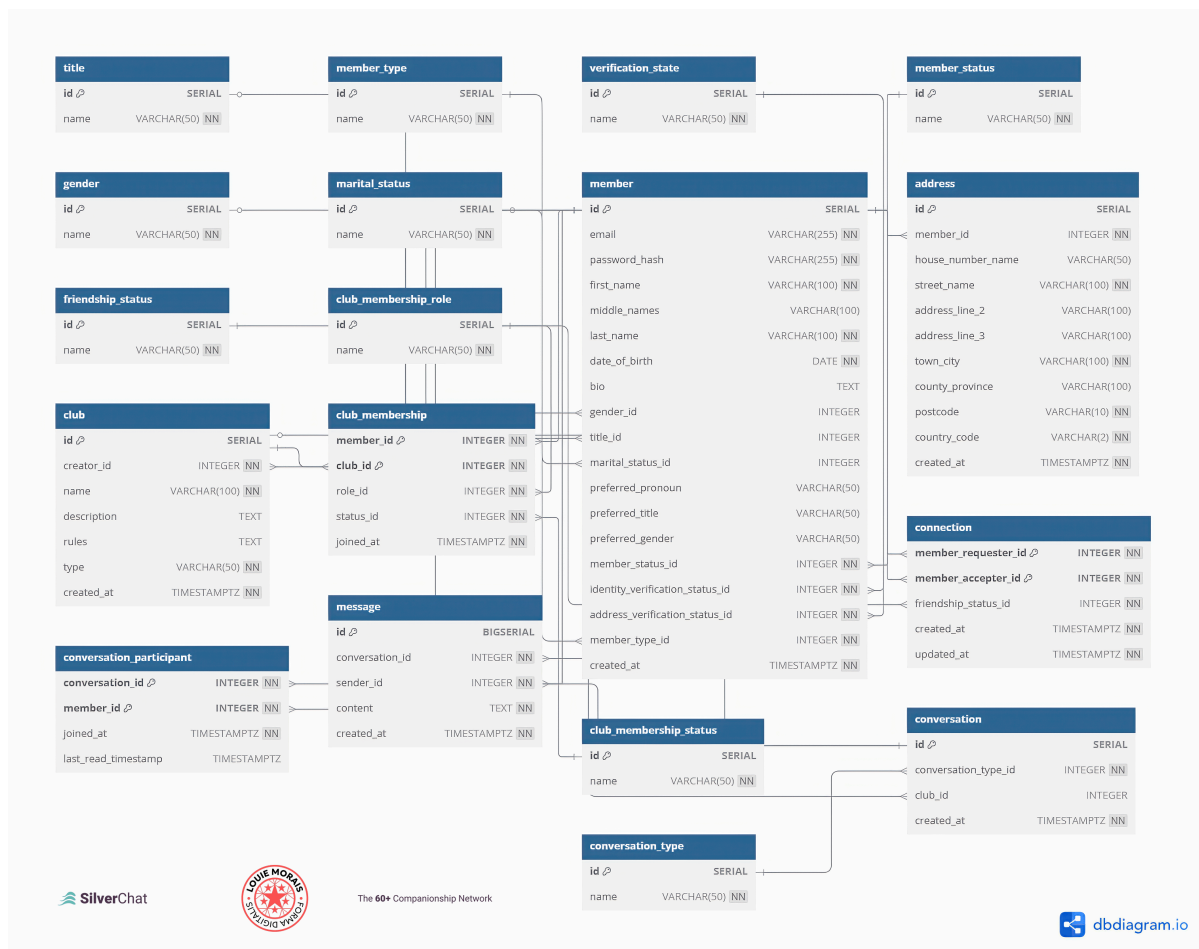 title
id SERIAL
name VARCHAR(50) NN
member_type
id SERIAL
name VARCHAR(50) NN
verification_state
id SERIAL
name VARCHAR(50) NN
member_status
id SERIAL
name VARCHAR(50) NN
gender
id SERIAL
name VARCHAR(50) NN
marital_status
id SERIAL
name VARCHAR(50) NN
member
id SERIAL
email VARCHAR(255) NN
password_hash VARCHAR(255) NN
first_name VARCHAR(100) NN
middle_names VARCHAR(100)
last_name VARCHAR(100) NN
date_of_birth DATE NN
bio TEXT
gender_id INTEGER
title_id INTEGER
marital_status_id INTEGER
preferred_pronoun VARCHAR(50)
preferred_title VARCHAR(50)
preferred_gender VARCHAR(50)
member_status_id INTEGER NN
identity_verification_status_id INTEGER NN
address_verification_status_id INTEGER NN
member_type_id INTEGER NN
created_at TIMESTAMPTZ NN
address
id SERIAL
member_id INTEGER NN
house_number_name VARCHAR(50)
street_name VARCHAR(100) NN
address_line_2 VARCHAR(100)
address_line_3 VARCHAR(100)
town_city VARCHAR(100) NN
county_province VARCHAR(100)
postcode VARCHAR(10) NN
country_code VARCHAR(2) NN
created_at TIMESTAMPTZ NN
friendship_status
id SERIAL
name VARCHAR(50) NN
club_membership_role
id SERIAL
name VARCHAR(50) NN
club
id SERIAL
creator_id INTEGER NN
name VARCHAR(100) NN
description TEXT
rules TEXT
type VARCHAR(50) NN
created_at TIMESTAMPTZ NN
club_membership
member_id INTEGER NN
club_id INTEGER NN
role_id INTEGER NN
status_id INTEGER NN
joined_at TIMESTAMPTZ NN
connection
member_requester_id INTEGER NN
member_accepter_id INTEGER NN
friendship_status_id INTEGER NN
created_at TIMESTAMPTZ NN
updated_at TIMESTAMPTZ NN
message
id BIGSERIAL
conversation_id INTEGER NN
sender_id INTEGER NN
content TEXT NN
created_at TIMESTAMPTZ NN
conversation_participant
conversation_id INTEGER NN
member_id INTEGER NN
joined_at TIMESTAMPTZ NN
last_read_timestamp TIMESTAMPTZ
club_membership_status
id SERIAL
name VARCHAR(50) NN
conversation
id SERIAL
conversation_type_id INTEGER NN
club_id INTEGER
created_at TIMESTAMPTZ NN
conversation_type
id SERIAL
name VARCHAR(50) NN
SilverChat
LOUIE MORAIS
FORMA DIGITALIS
The 60+ Companionship Network
dbdiagram.io